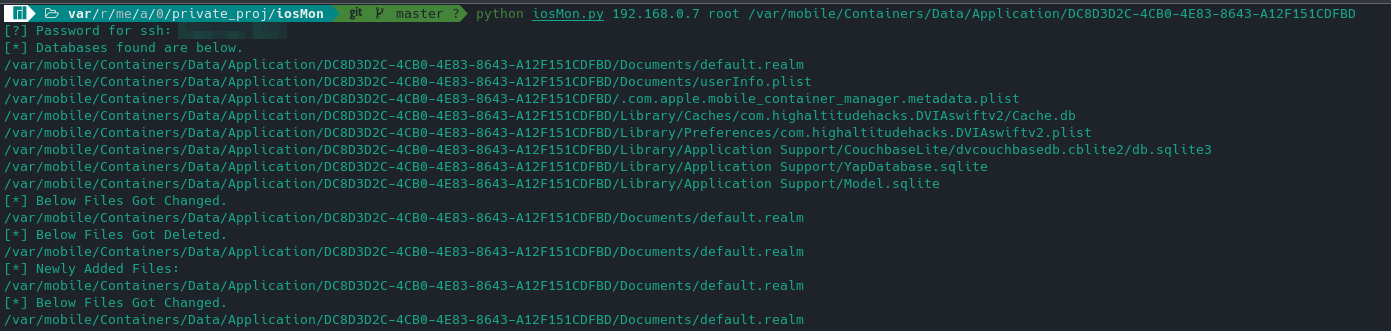 var/r/me/a/0/private_proj/iosMon git master ? python iosMon.py 192.168.0.7 root /var/mobile/Containers/Data/Application/DC8D3D2C-4CB0-4E83-8643-A12F151CDFBD
[?] Password for ssh:
[*] Databases found are below.
/var/mobile/Containers/Data/Application/DC8D3D2C-4CB0-4E83-8643-A12F151CDFBD/Documents/default.realm
/var/mobile/Containers/Data/Application/DC8D3D2C-4CB0-4E83-8643-A12F151CDFBD/Documents/userInfo.plist
/var/mobile/Containers/Data/Application/DC8D3D2C-4CB0-4E83-8643-A12F151CDFBD/.com.apple.mobile_container_manager.metadata.plist
/var/mobile/Containers/Data/Application/DC8D3D2C-4CB0-4E83-8643-A12F151CDFBD/Library/Caches/com.highaltitudehacks.DVIAswiftv2/Cache.db
/var/mobile/Containers/Data/Application/DC8D3D2C-4CB0-4E83-8643-A12F151CDFBD/Library/Preferences/com.highaltitudehacks.DVIAswiftv2.plist
/var/mobile/Containers/Data/Application/DC8D3D2C-4CB0-4E83-8643-A12F151CDFBD/Library/Application Support/CouchbaseLite/dvcouchbasedb.cblite2/db.sqlite3
/var/mobile/Containers/Data/Application/DC8D3D2C-4CB0-4E83-8643-A12F151CDFBD/Library/Application Support/YapDatabase.sqlite
/var/mobile/Containers/Data/Application/DC8D3D2C-4CB0-4E83-8643-A12F151CDFBD/Library/Application Support/Model.sqlite
[*] Below Files Got Changed.
/var/mobile/Containers/Data/Application/DC8D3D2C-4CB0-4E83-8643-A12F151CDFBD/Documents/default.realm
[*] Below Files Got Deleted.
/var/mobile/Containers/Data/Application/DC8D3D2C-4CB0-4E83-8643-A12F151CDFBD/Documents/default.realm
[*] Newly Added Files:
/var/mobile/Containers/Data/Application/DC8D3D2C-4CB0-4E83-8643-A12F151CDFBD/Documents/default.realm
[*] Below Files Got Changed.
/var/mobile/Containers/Data/Application/DC8D3D2C-4CB0-4E83-8643-A12F151CDFBD/Documents/default.realm